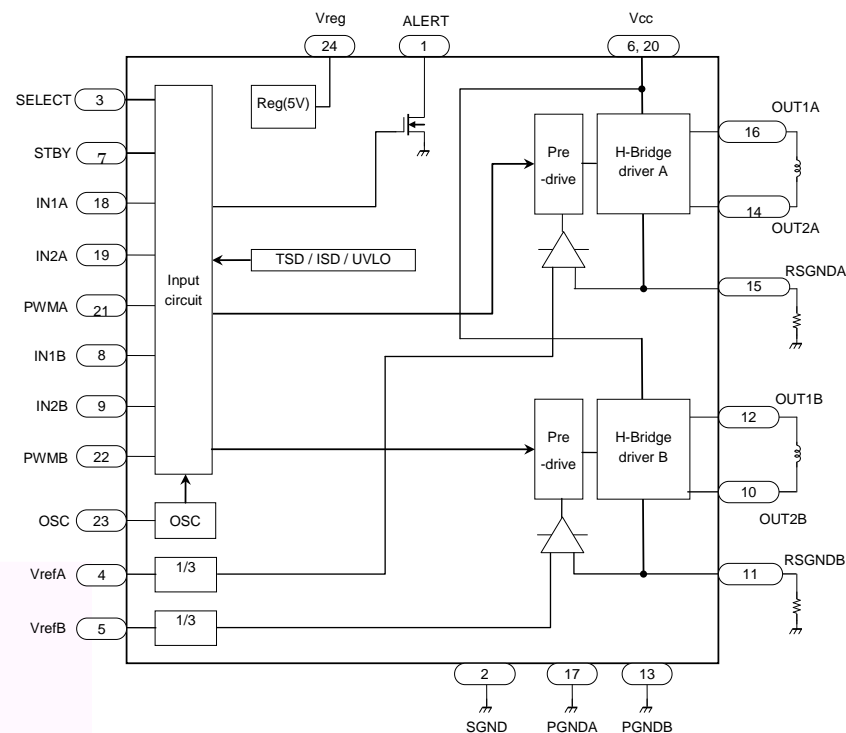 Vreg
ALERT
Vcc
24
1
6, 20
SELECT
3
Reg(5V)
OUT1A
16
STBY
7
Pre
-drive
H-Bridge
driver A
IN1A
18
14
OUT2A
IN2A
19
TSD / ISD / UVLO
Input
circuit
RSGNDA
15
PWMA
21
IN1B
8
IN2B
9
OUT1B
12
Pre
-drive
H-Bridge
driver B
PWMB
22
10
OUT2B
OSC
23
OSC
VrefA
4
1/3
RSGNDB
11
VrefB
5
1/3
2
17
13
SGND
PGNDA
PGNDB